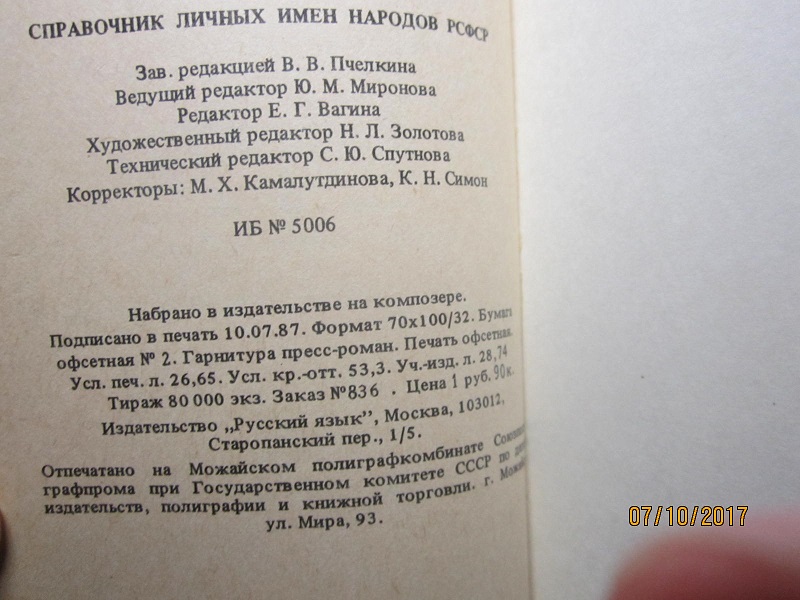 СПРАВОЧНИК ЛИЧНЫХ ИМЕН НАРОДОВ РСФСР
Зав. редакцией В. В. Пчелкина
Ведущий редактор Ю. М. Миронова
Редактор Е. Г. Вагина
Художественный редактор Н. Л. Золотова
Технический редактор С. Ю. Спутнова
Корректоры: М. Х. Камалутдинова, К. Н. Симон
ИБ № 5006
Набрано в издательстве на композере.
Подписано в печать 10.07.87. Формат 70х100/32. Бумага
офсетная № 2. Гарнитура пресс-роман. Печать офсетная.
Усл. печ. л. 26,65. Усл. кр.-отт. 53,3. Уч.-изд. л. 28,74
Тираж 80 000 экз. Заказ №836 . Цена 1 руб. 90к.
Издательство „Русский язык”, Москва, 103012,
Старопанский пер., 1/5.
Отпечатано на Можайском полиграфкомбинате
графпрома при Государственном комитете СССР по
издательств, полиграфии и книжной торговли. г.
ул. Мира, 93.
07/10/2017